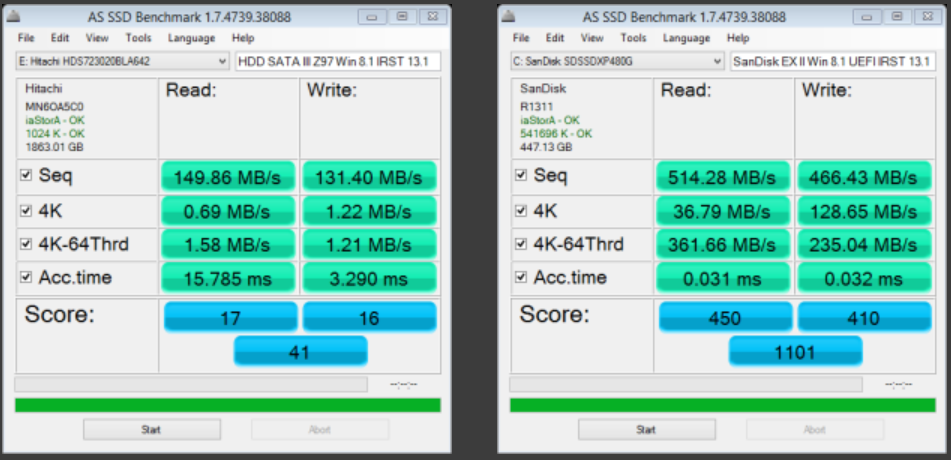 AS SSD Benchmark 1.7.4739.38088
File Edit View Tools Language Help
E: Hitachi HDS723020BLA642
HDD SATA III Z97 Win 8.1 IRST 13.1
Hitachi
MN6OA5C0
iaStorA - OK
1024 K - OK
1863.01 GB
Read: Write:
Seq 149.86 MB/s 131.40 MB/s
4K 0.69 MB/s 1.22 MB/s
4K-64Thrd 1.58 MB/s 1.21 MB/s
Acc.time 15.785 ms 3.290 ms
Score: 17 16
41
--:--:--
Start Abort
AS SSD Benchmark 1.7.4739.38088
File Edit View Tools Language Help
C: SanDisk SDSSDXP480G
SanDisk EX II Win 8.1 UEFI IRST 13.1
SanDisk
R1311
iaStorA - OK
541696 K - OK
447.13 GB
Read: Write:
Seq 514.28 MB/s 466.43 MB/s
4K 36.79 MB/s 128.65 MB/s
4K-64Thrd 361.66 MB/s 235.04 MB/s
Acc.time 0.031 ms 0.032 ms
Score: 450 410
1101
--:--:--
Start Abort